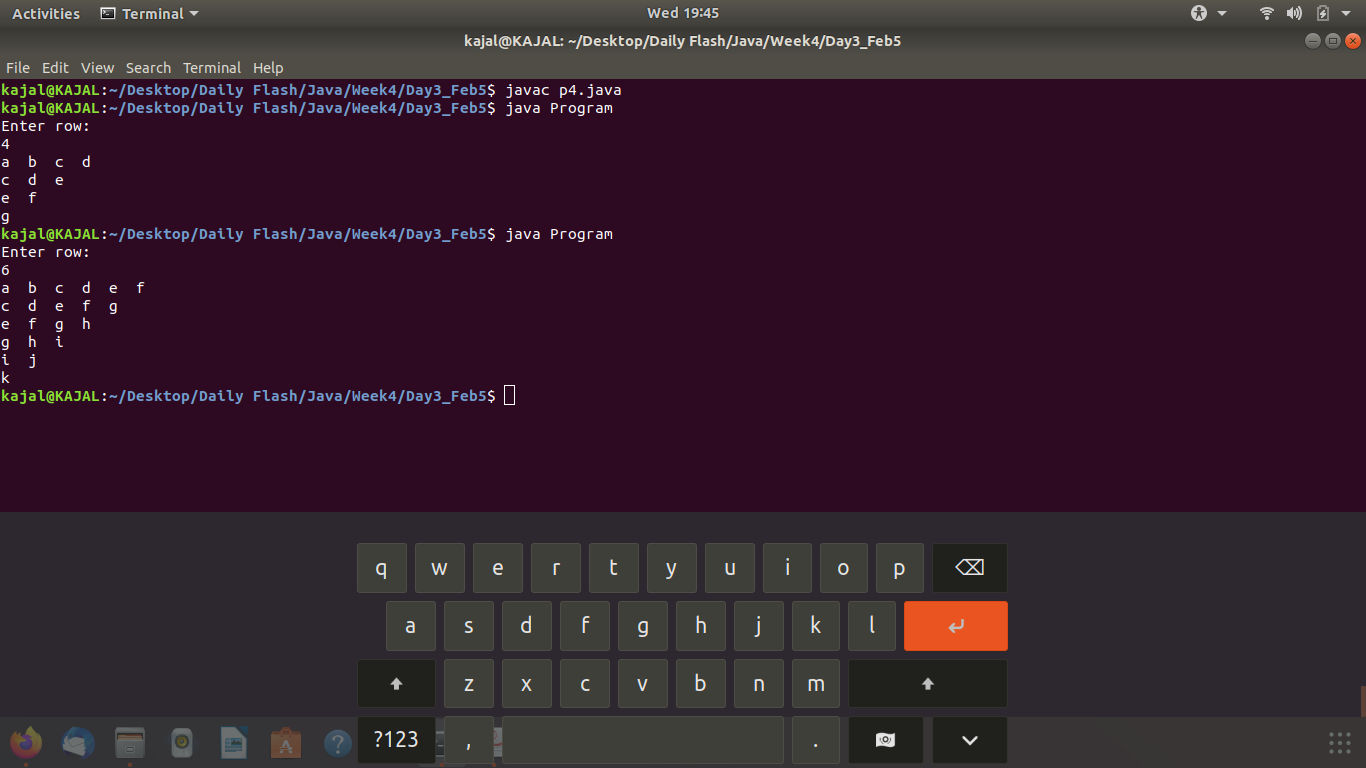 Activities Terminal Wed 19:45
kajal@KAJAL: ~/Desktop/Daily Flash/Java/Week4/Day3_Feb5
File Edit View Search Terminal Help
kajal@KAJAL:~/Desktop/Daily Flash/Java/Week4/Day3_Feb5$ javac p4.java
kajal@KAJAL:~/Desktop/Daily Flash/Java/Week4/Day3_Feb5$ java Program
Enter row:
4
a b c d
c d e
e f
g
kajal@KAJAL:~/Desktop/Daily Flash/Java/Week4/Day3_Feb5$ java Program
Enter row:
6
a b c d e f
c d e f g
e f g h
g h i
i j
k
kajal@KAJAL:~/Desktop/Daily Flash/Java/Week4/Day3_Feb5$
q w e r t y u i o p
a s d f g h j k l
z x c v b n m
?123 , .